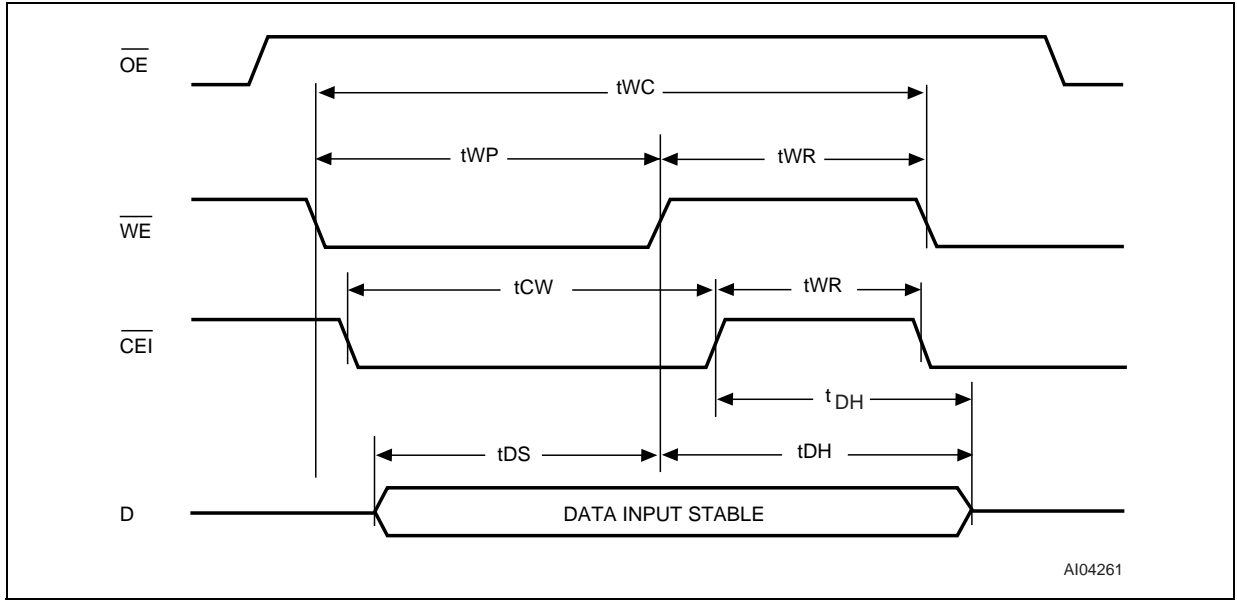 OE
tWC
tWP
tWR
WE
tCW
tWR
CEI
t DH
tDS
tDH
D
DATA INPUT STABLE
AI04261